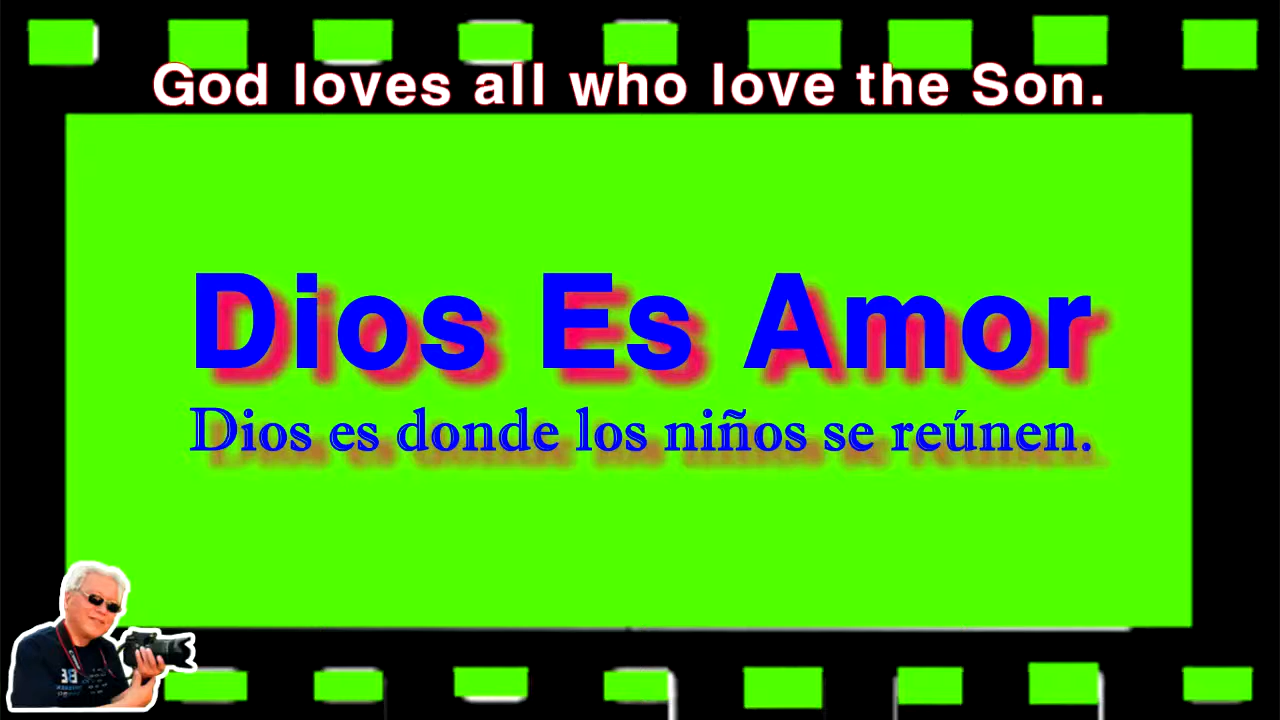 God loves all who love the Son.
Dios Es Amor
Dios es donde los niños se reúnen.